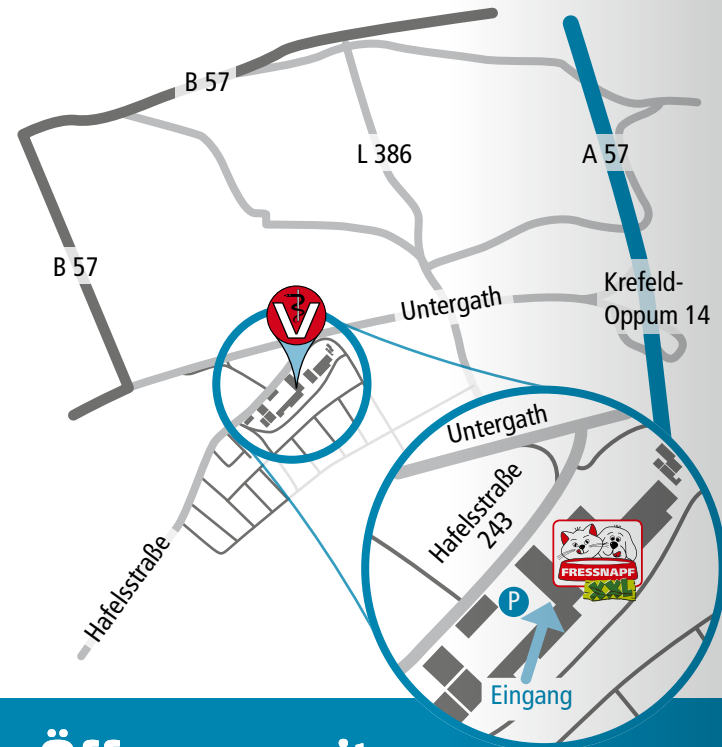 B 57
L 386
A 57
B 57
Krefeld-
Oppum 14
Untergath
V
Untergath
Hafelsstraße
243
FRESSNAPF
XXL
P
Hafelsstraße
Eingang